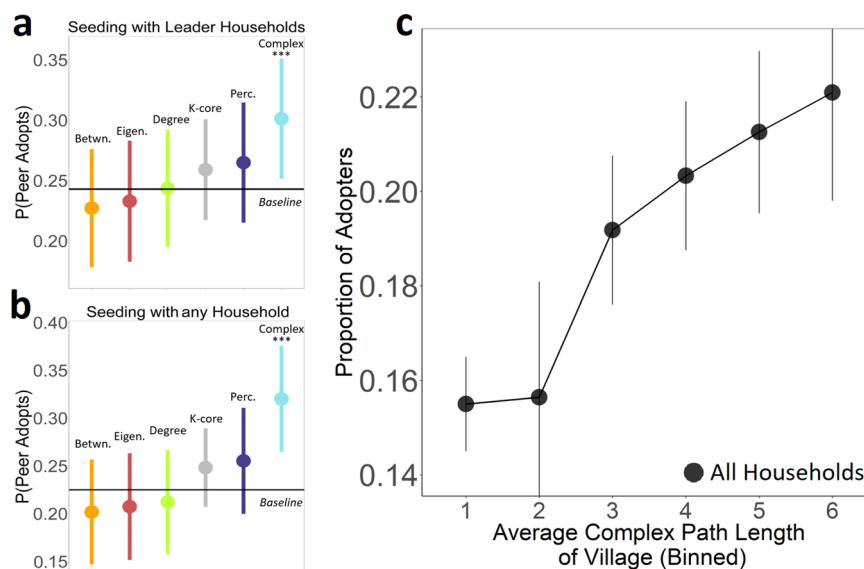 a
Seeding with Leader Households
P(Peer Adopts)
0.35
0.30
0.25
0.20
Betwn.
Eigen.
Degree
K-core
Perc.
Complex
***
Baseline
b
Seeding with any Household
P(Peer Adopts)
0.40
0.35
0.30
0.25
0.20
0.15
Betwn.
Eigen.
Degree
K-core
Perc.
Complex
***
Baseline
c
Proportion of Adopters
0.22
0.20
0.18
0.16
0.14
All Households
1 2 3 4 5 6
Average Complex Path Length
of Village (Binned)